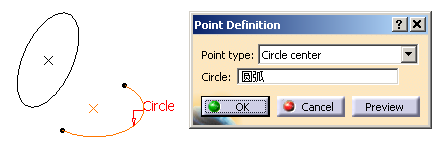 Point Definition
Point type: Circle center
Circle: 圆弧
Circle
OK Cancel Preview